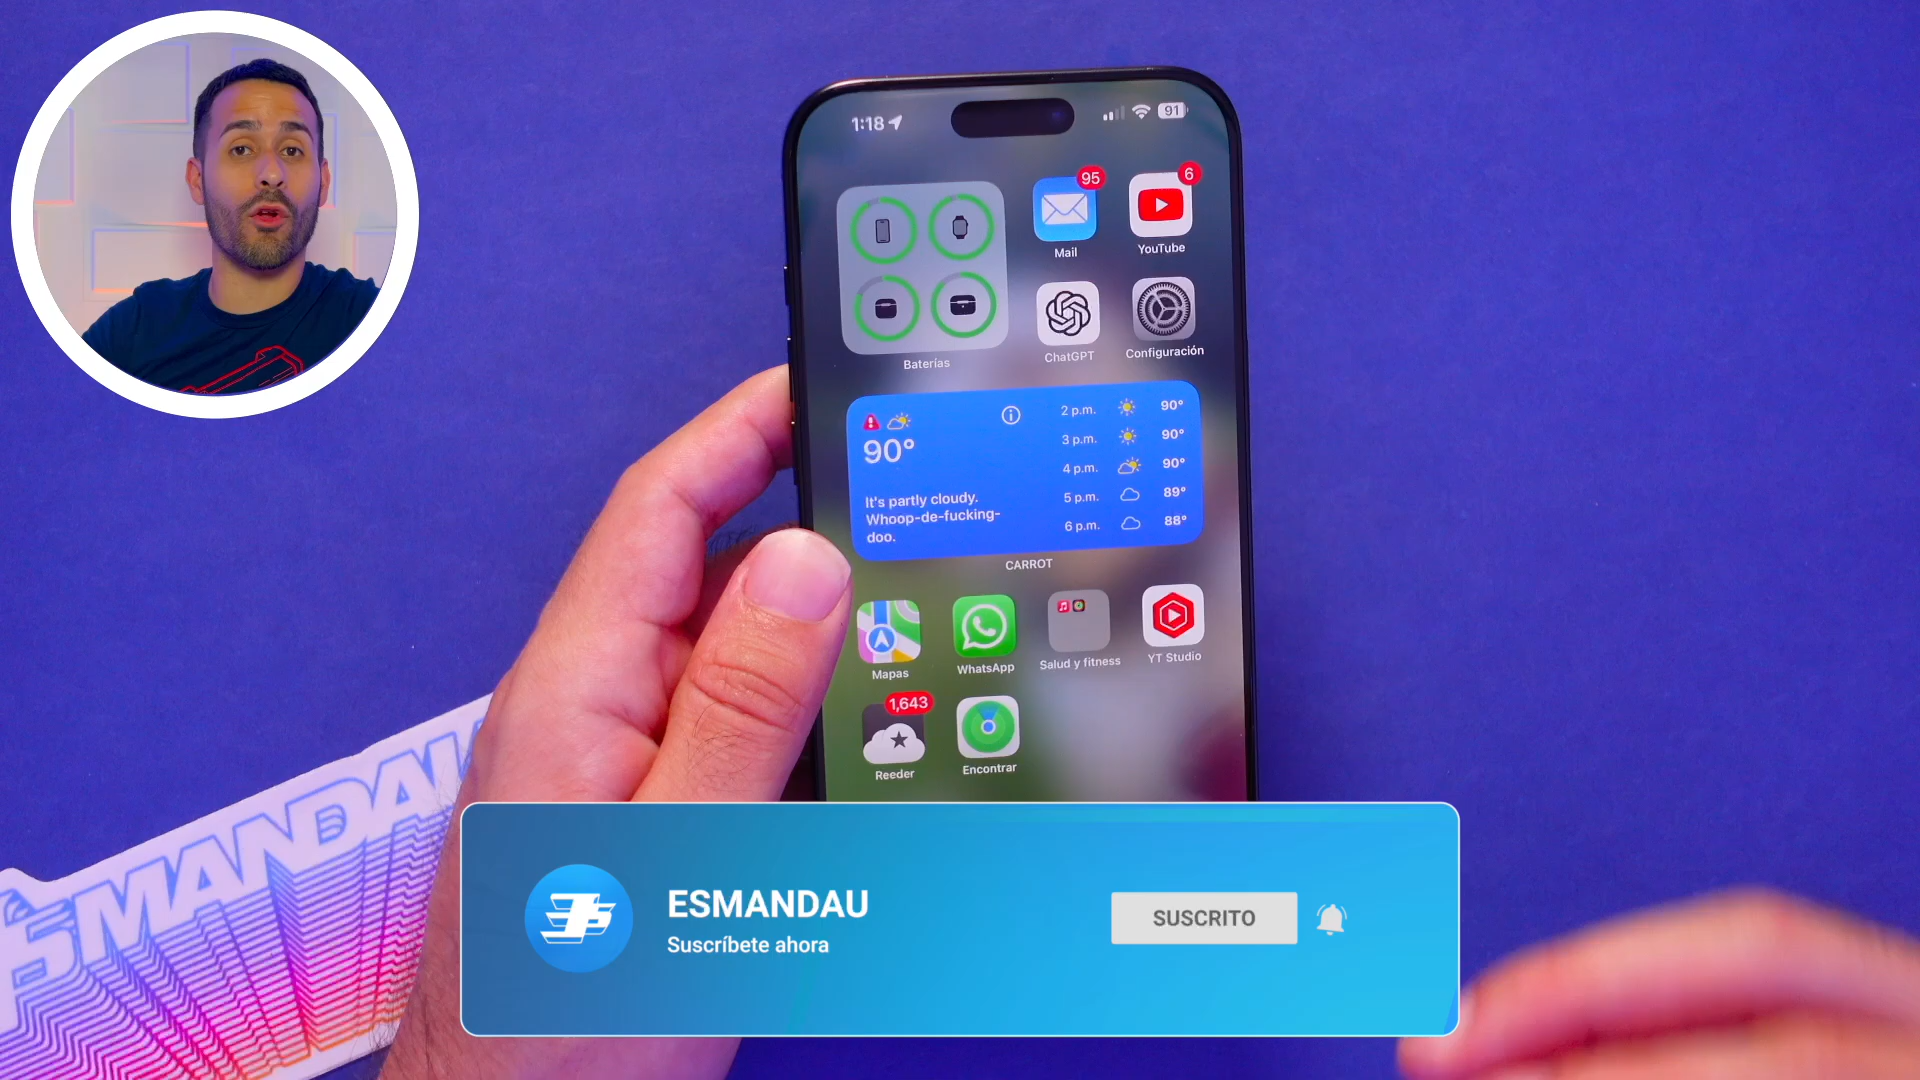 1:18
91
95
6
Mail
YouTube
ChatGPT
Configuración
Baterías
90°
It's partly cloudy.
Whoop-de-fucking-
doo.
2 p.m. 90°
3 p.m. 90°
4 p.m. 90°
5 p.m. 89°
6 p.m. 88°
CARROT
Mapas
WhatsApp
Salud y fitness
YT Studio
1,643
Reeder
Encontrar
ESMANDAU
ESMANDAU
Suscríbete ahora
SUSCRITO